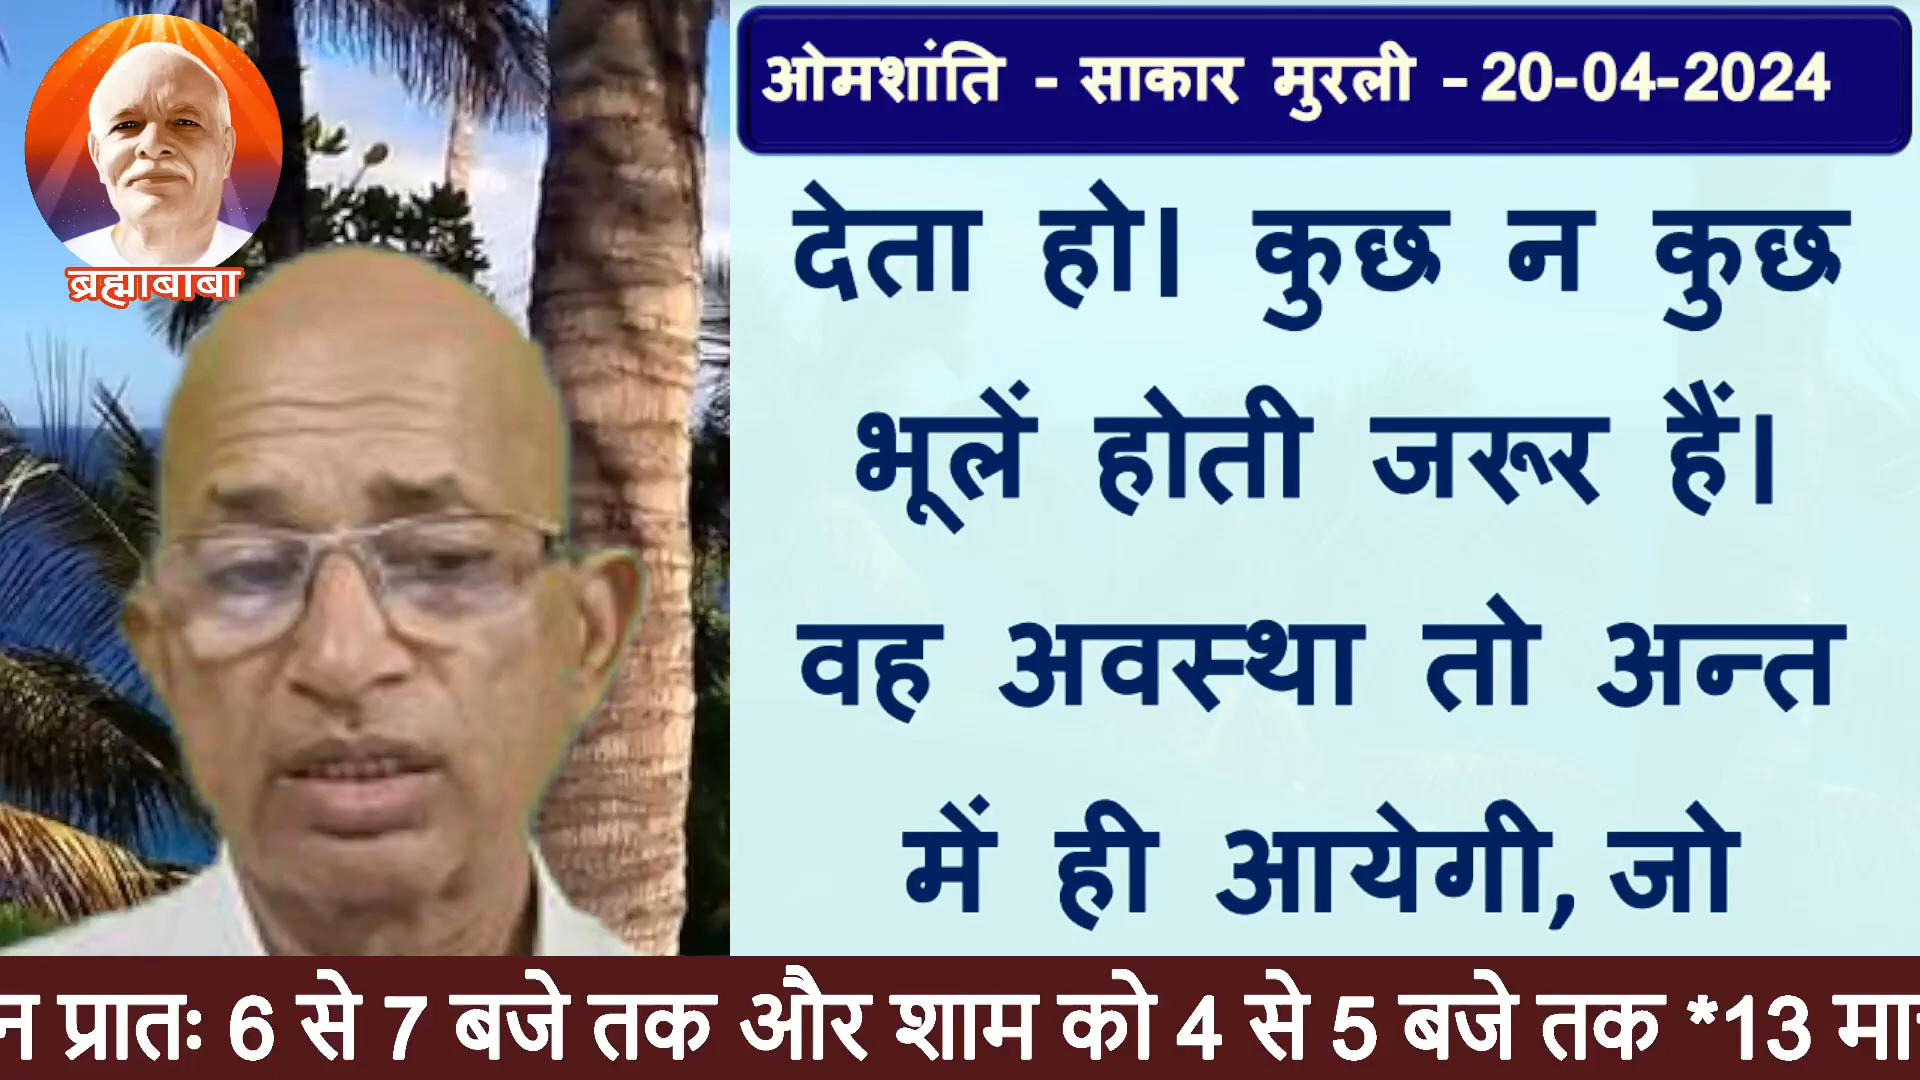 ओमशांति - साकार मुरली - 20-04-2024
ब्रह्माबाबा
देता हो। कुछ न कुछ
भूलें होती जरूर हैं।
वह अवस्था तो अन्त
में ही आयेगी, जो
प्रातः 6 से 7 बजे तक और शाम को 4 से 5 बजे तक *13